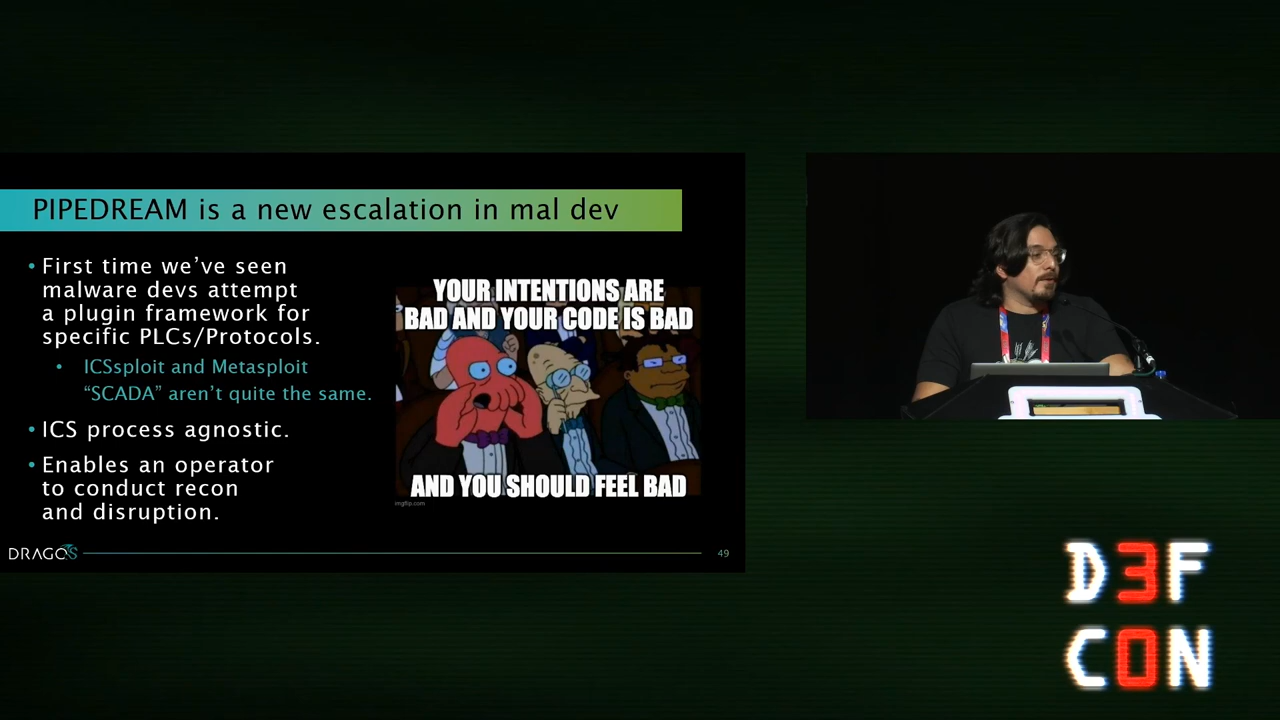 PIPEDREAM is a new escalation in mal dev
• First time we’ve seen
malware devs attempt
a plugin framework for
specific PLCs/Protocols.
• ICSsploit and Metasploit
“SCADA” aren’t quite the same.
• ICS process agnostic.
• Enables an operator
to conduct recon
and disruption.
YOUR INTENTIONS ARE
BAD AND YOUR CODE IS BAD
AND YOU SHOULD FEEL BAD
imgflip.com
DRAGOS
49
D3F
C0N